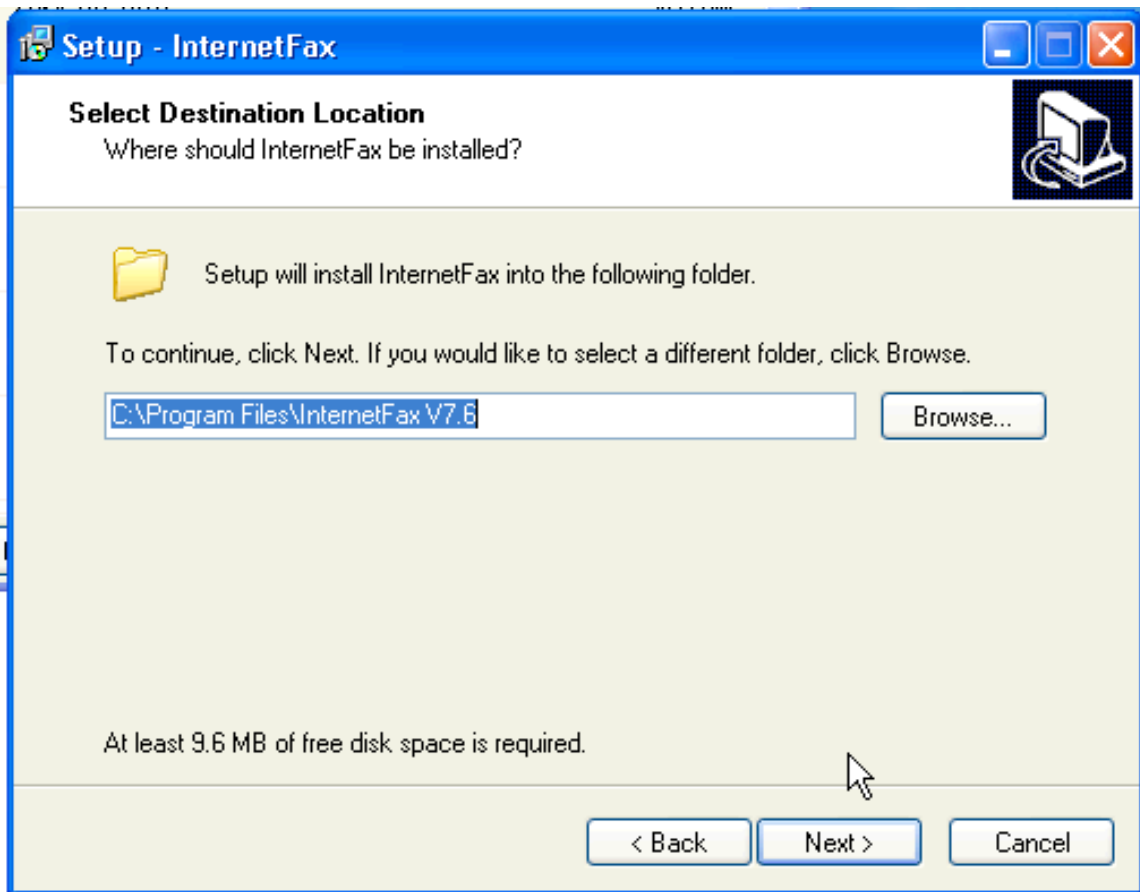 Setup - InternetFax
Select Destination Location
Where should InternetFax be installed?
Setup will install InternetFax into the following folder.
To continue, click Next. If you would like to select a different folder, click Browse.
C:\Program Files\InternetFax V7.6
Browse...
At least 9.6 MB of free disk space is required.
< Back
Next >
Cancel